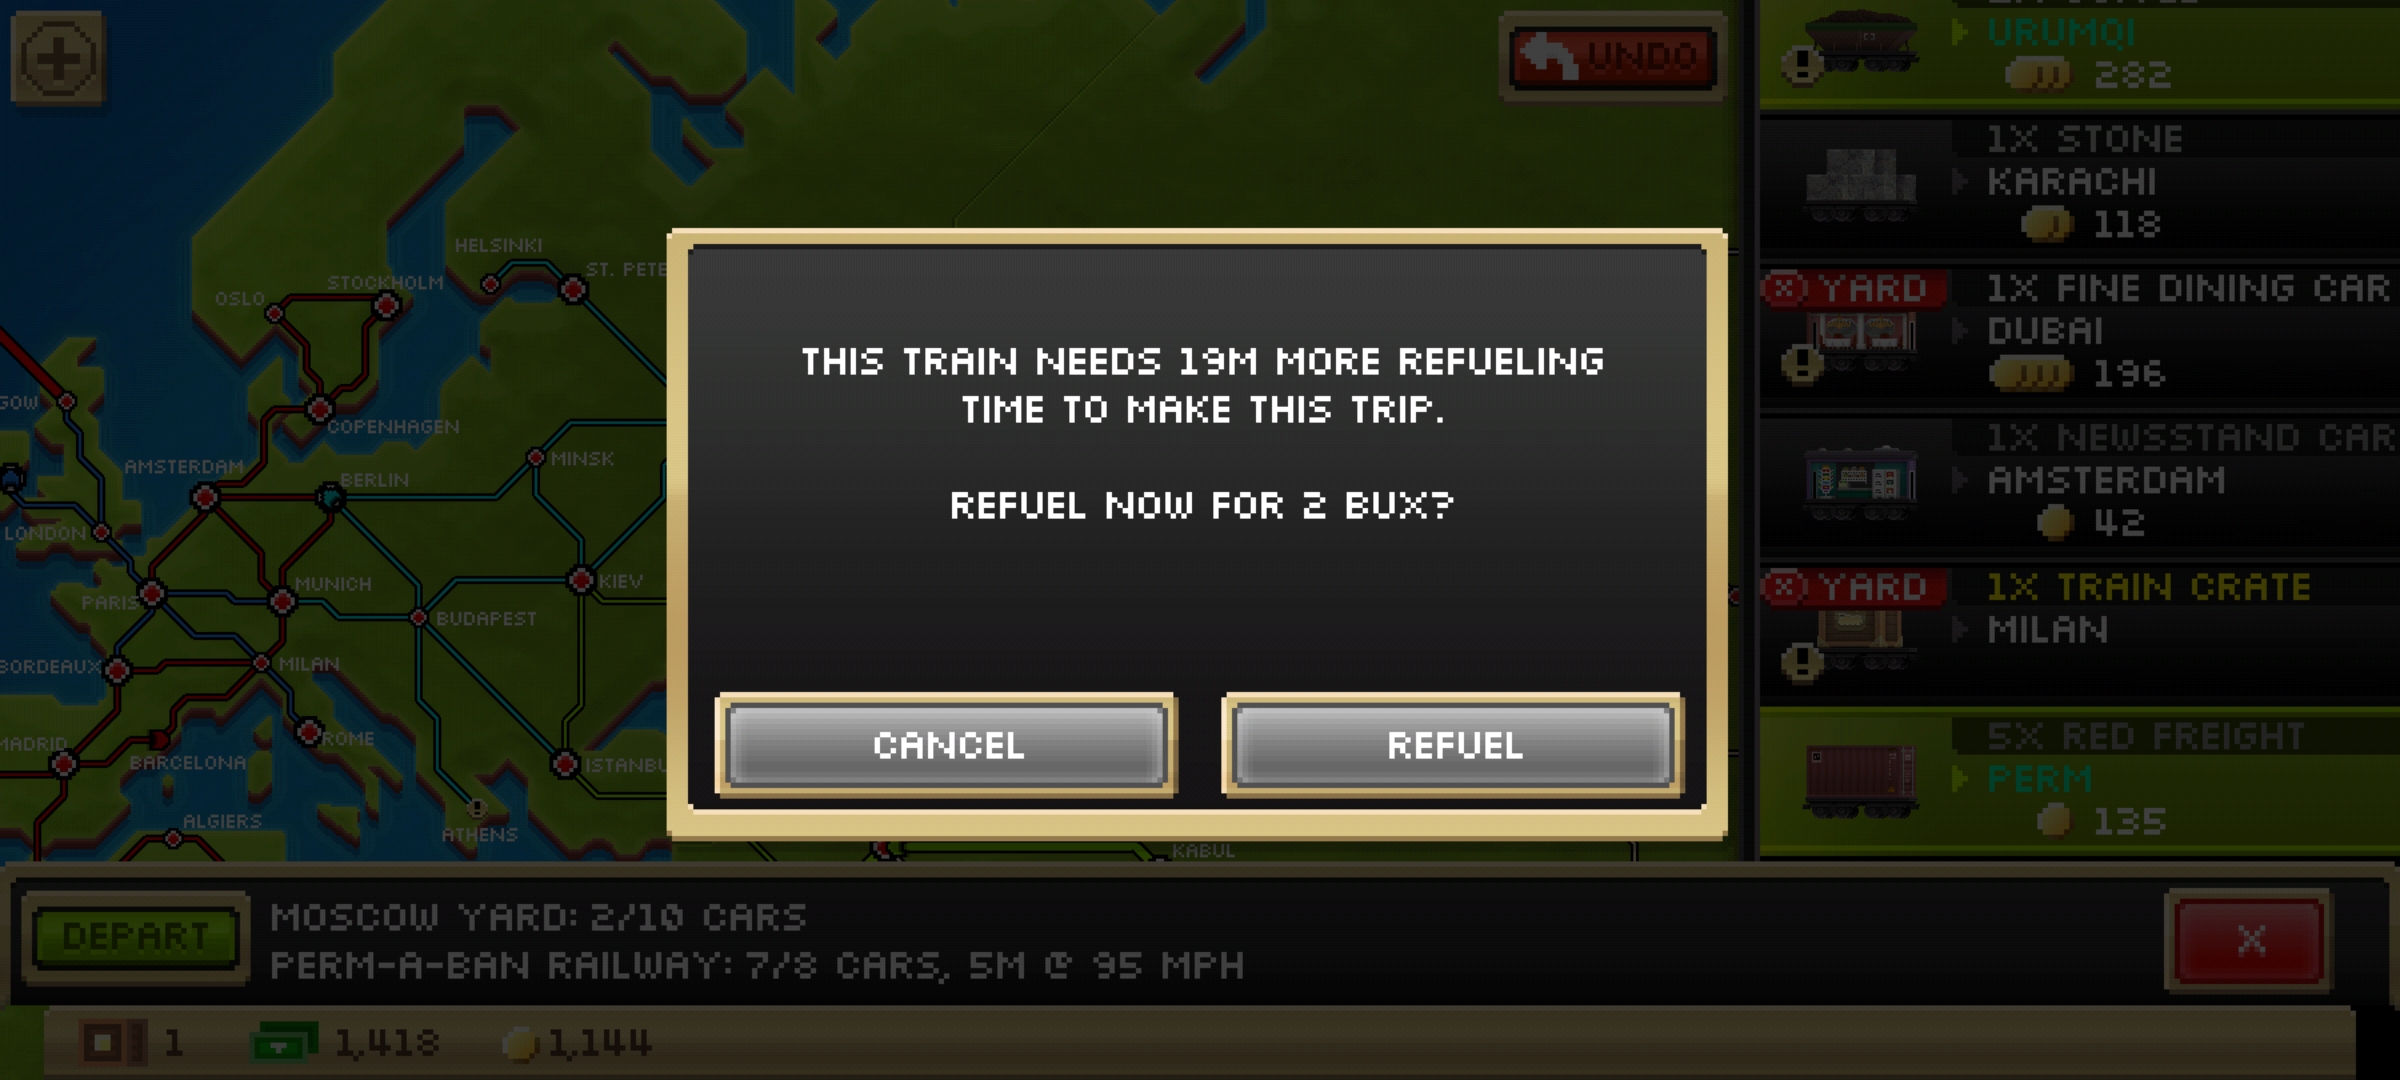 UNDO
URUMQI
282
1X STONE
KARACHI
118
YARD
1X FINE DINING CAR
DUBAI
196
1X NEWSSTAND CAR
AMSTERDAM
42
YARD
1X TRAIN CRATE
MILAN
5X RED FREIGHT
PERM
135
HELSINKI
ST. PETE
STOCKHOLM
OSLO
GOW
COPENHAGEN
AMSTERDAM
BERLIN
MINSK
LONDON
MUNICH
KIEV
PARIS
BUDAPEST
BORDEAUX
MILAN
MADRID
ROME
BARCELONA
ISTANBU
ALGIERS
ATHENS
KABUL
THIS TRAIN NEEDS 19M MORE REFUELING
TIME TO MAKE THIS TRIP.
REFUEL NOW FOR 2 BUX?
CANCEL
REFUEL
DEPART
MOSCOW YARD: 2/10 CARS
PERM-A-BAN RAILWAY: 7/8 CARS, 5M @ 95 MPH
X
1
1,418
1,144